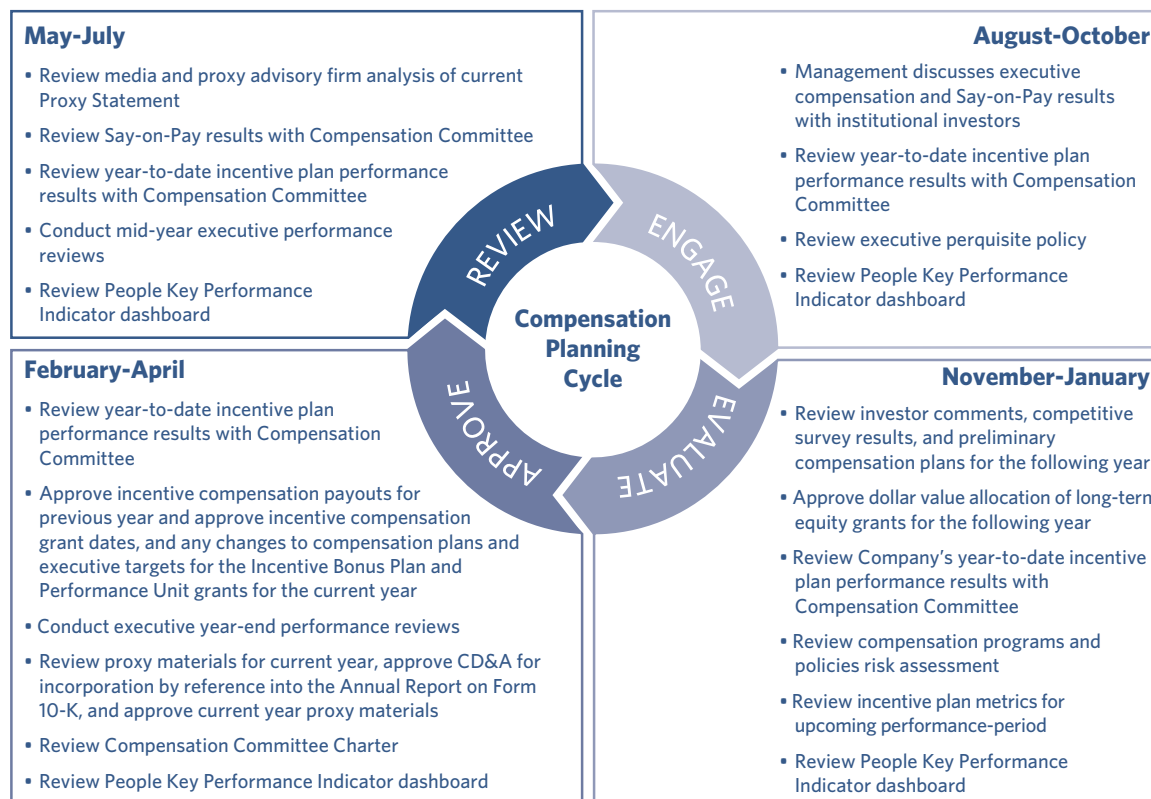 May-July
• Review media and proxy advisory firm analysis of current
Proxy Statement
• Review Say-on-Pay results with Compensation Committee
• Review year-to-date incentive plan performance
results with Compensation Committee
• Conduct mid-year executive performance
reviews
• Review People Key Performance
Indicator dashboard
August-October
• Management discusses executive
compensation and Say-on-Pay results
with institutional investors
• Review year-to-date incentive plan
performance results with Compensation
Committee
• Review executive perquisite policy
• Review People Key Performance
Indicator dashboard
REVIEW
ENGAGE
Compensation
Planning
Cycle
APPROVE
EVALUATE
February-April
• Review year-to-date incentive plan
performance results with Compensation
Committee
• Approve incentive compensation payouts for
previous year and approve incentive compensation
grant dates, and any changes to compensation plans and
executive targets for the Incentive Bonus Plan and
Performance Unit grants for the current year
• Conduct executive year-end performance reviews
• Review proxy materials for current year, approve CD&A for
incorporation by reference into the Annual Report on Form
10-K, and approve current year proxy materials
• Review Compensation Committee Charter
• Review People Key Performance Indicator dashboard
November-January
• Review investor comments, competitive
survey results, and preliminary
compensation plans for the following year
• Approve dollar value allocation of long-term
equity grants for the following year
• Review Company's year-to-date incentive
plan performance results with
Compensation Committee
• Review compensation programs and
policies risk assessment
• Review incentive plan metrics for
upcoming performance-period
• Review People Key Performance
Indicator dashboard